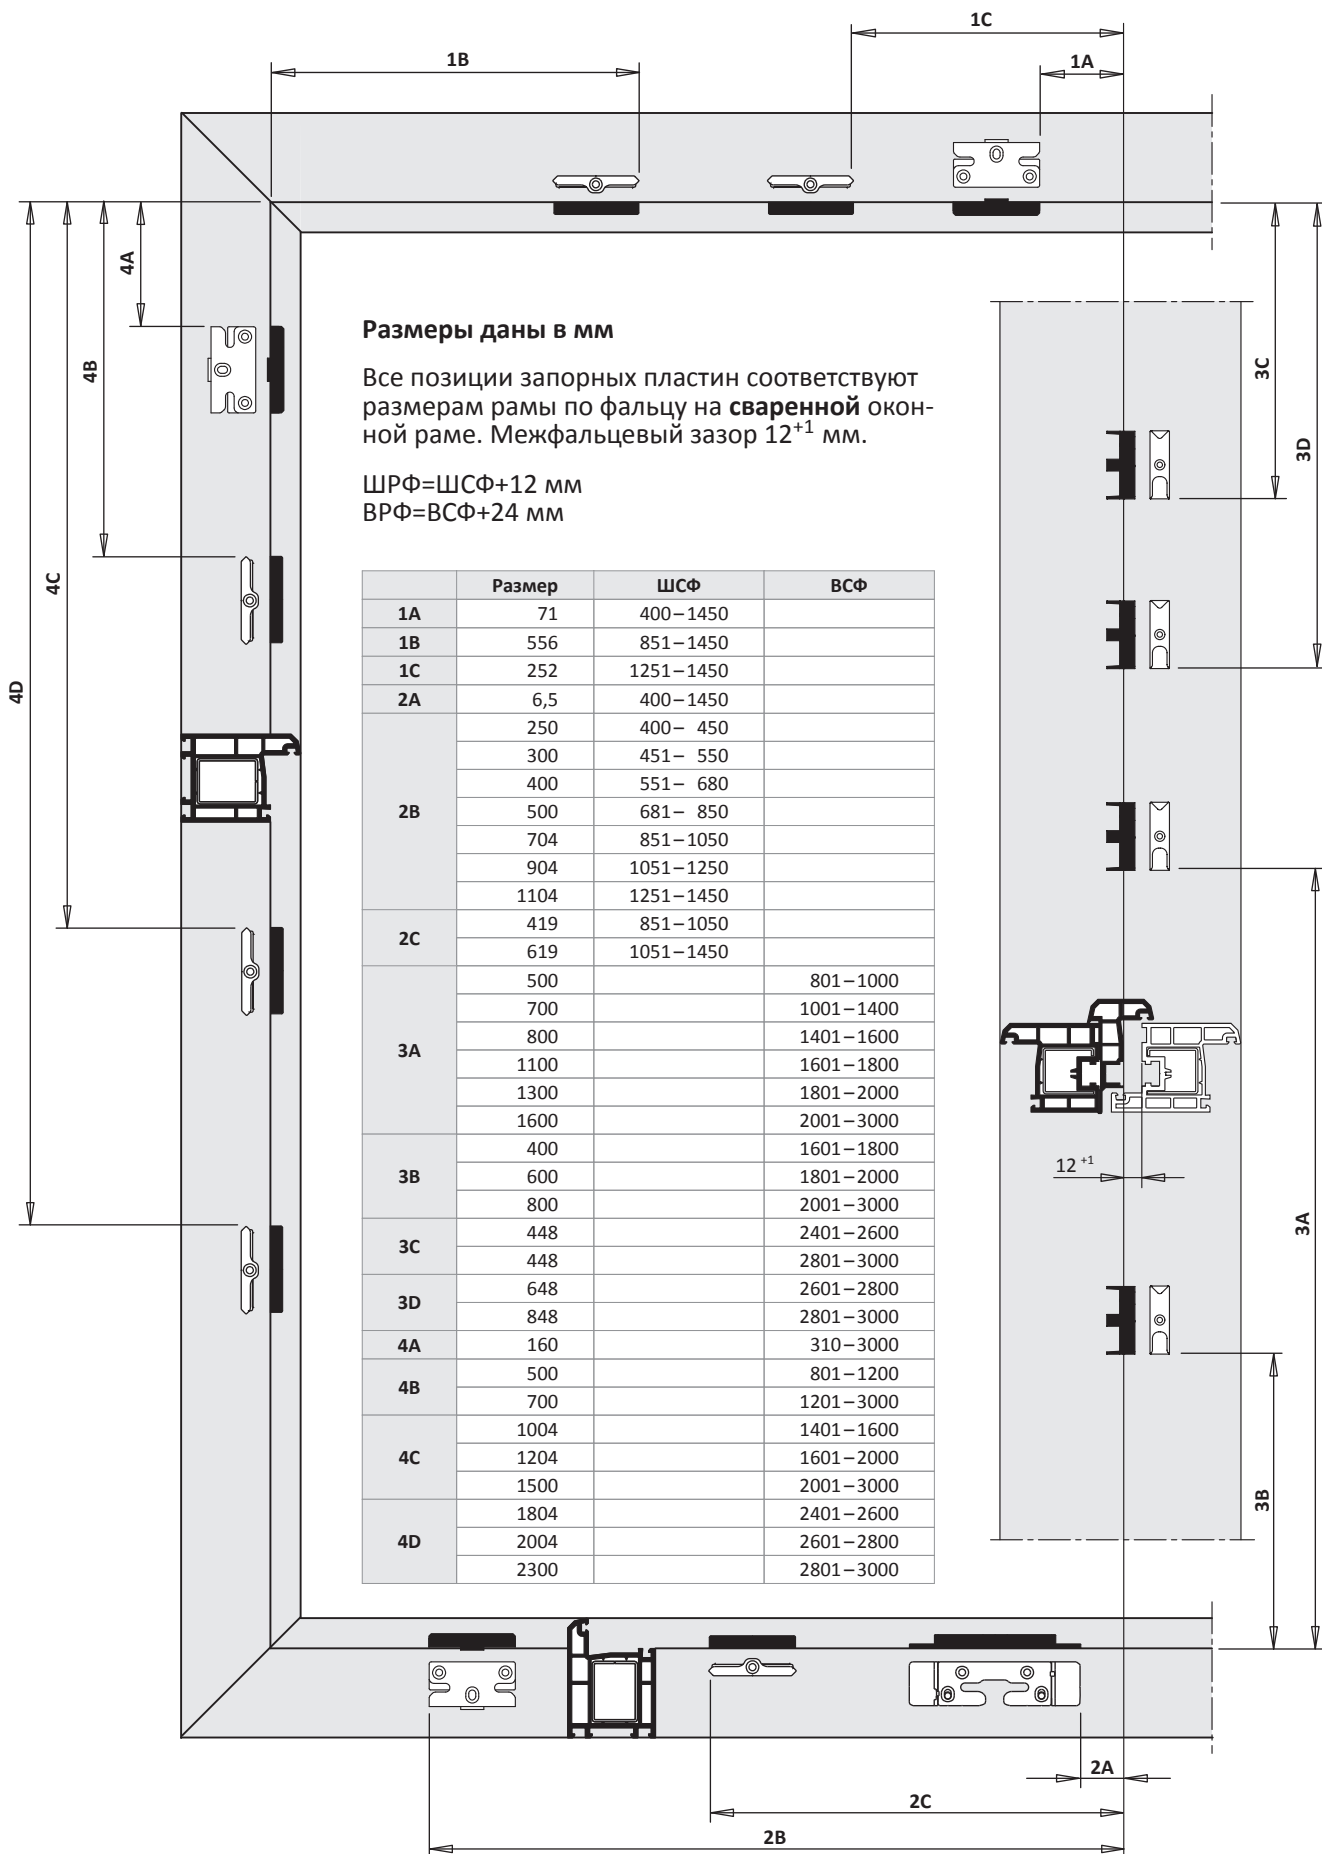 1C
1B
1A
4A
4B
4C
4D
3C
3D
Размеры даны в мм
Все позиции запорных пластин соответствуют
размерам рамы по фальцу на сваренной окон-
ной раме. Межфальцевый зазор 12+1 мм.
ШРФ=ШСФ+12 мм
ВРФ=ВСФ+24 мм
Размер ШСФ ВСФ
1A 71 400–1450
1B 556 851–1450
1C 252 1251–1450
2A 6,5 400–1450
2B 250 400– 450
300 451– 550
400 551– 680
500 681– 850
704 851–1050
904 1051–1250
1104 1251–1450
2C 419 851–1050
619 1051–1450
3A 500 801–1000
700 1001–1400
800 1401–1600
1100 1601–1800
1300 1801–2000
1600 2001–3000
3B 400 1601–1800
600 1801–2000
800 2001–3000
3C 448 2401–2600
448 2801–3000
3D 648 2601–2800
848 2801–3000
4A 160 310–3000
4B 500 801–1200
700 1201–3000
4C 1004 1401–1600
1204 1601–2000
1500 2001–3000
4D 1804 2401–2600
2004 2601–2800
2300 2801–3000
12 +1
3A
3B
2A
2C
2B